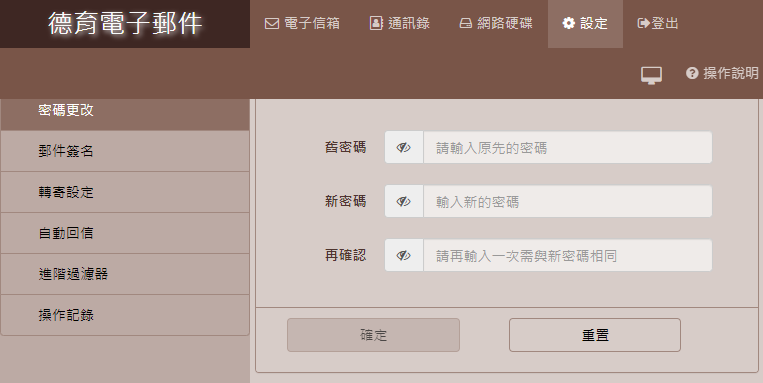 德育電子郵件
電子信箱
通訊錄
網路硬碟
設定
登出
操作說明
密碼更改
郵件簽名
轉寄設定
自動回信
進階過濾器
操作記錄
舊密碼 請輸入原先的密碼
新密碼 輸入新的密碼
再確認 請再輸入一次需與新密碼相同
確定
重置